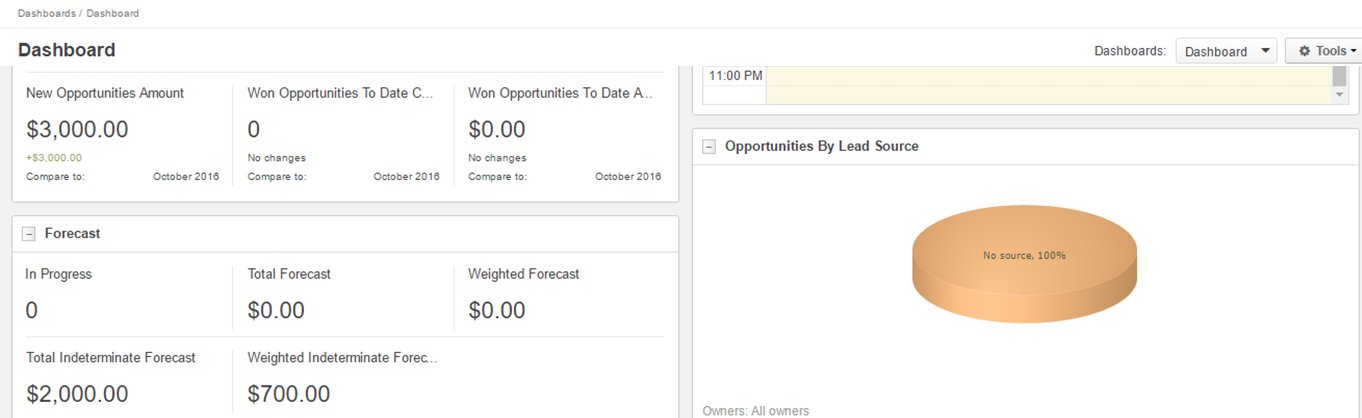 Dashboards / Dashboard
Dashboard
Dashboards: Dashboard Tools
New Opportunities Amount
$3,000.00
+$3,000.00
Compare to: October 2016
Won Opportunities To Date C...
0
No changes
Compare to: October 2016
Won Opportunities To Date A...
$0.00
No changes
Compare to: October 2016
Forecast
In Progress
0
Total Forecast
$0.00
Weighted Forecast
$0.00
Total Indeterminate Forecast
$2,000.00
Weighted Indeterminate Forec...
$700.00
11:00 PM
Opportunities By Lead Source
No source, 100%
Owners: All owners